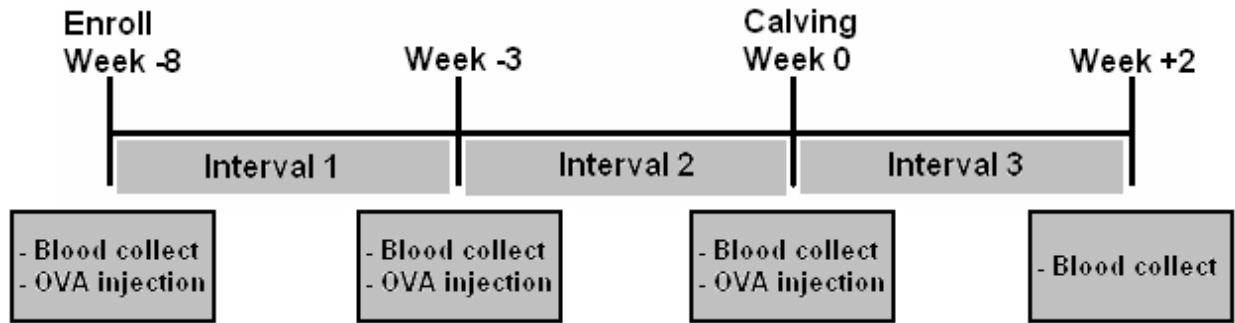 Enroll
Week -8
Week -3
Calving
Week 0
Week +2
Interval 1
Interval 2
Interval 3
- Blood collect
- OVA injection
- Blood collect
- OVA injection
- Blood collect
- OVA injection
- Blood collect